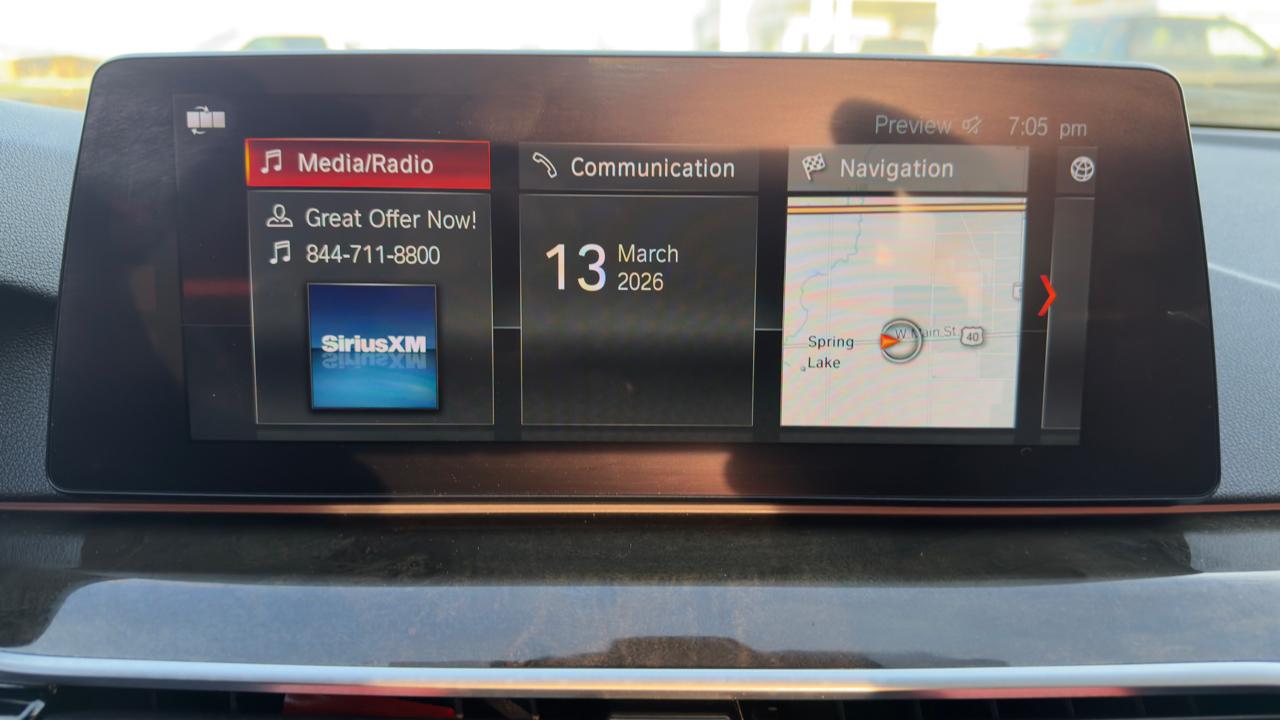 Preview 7:05 pm
Media/Radio
Great Offer Now!
844-711-8800
SiriusXM
Communication
13 March
2026
Navigation
W Main St 40
Spring
Lake